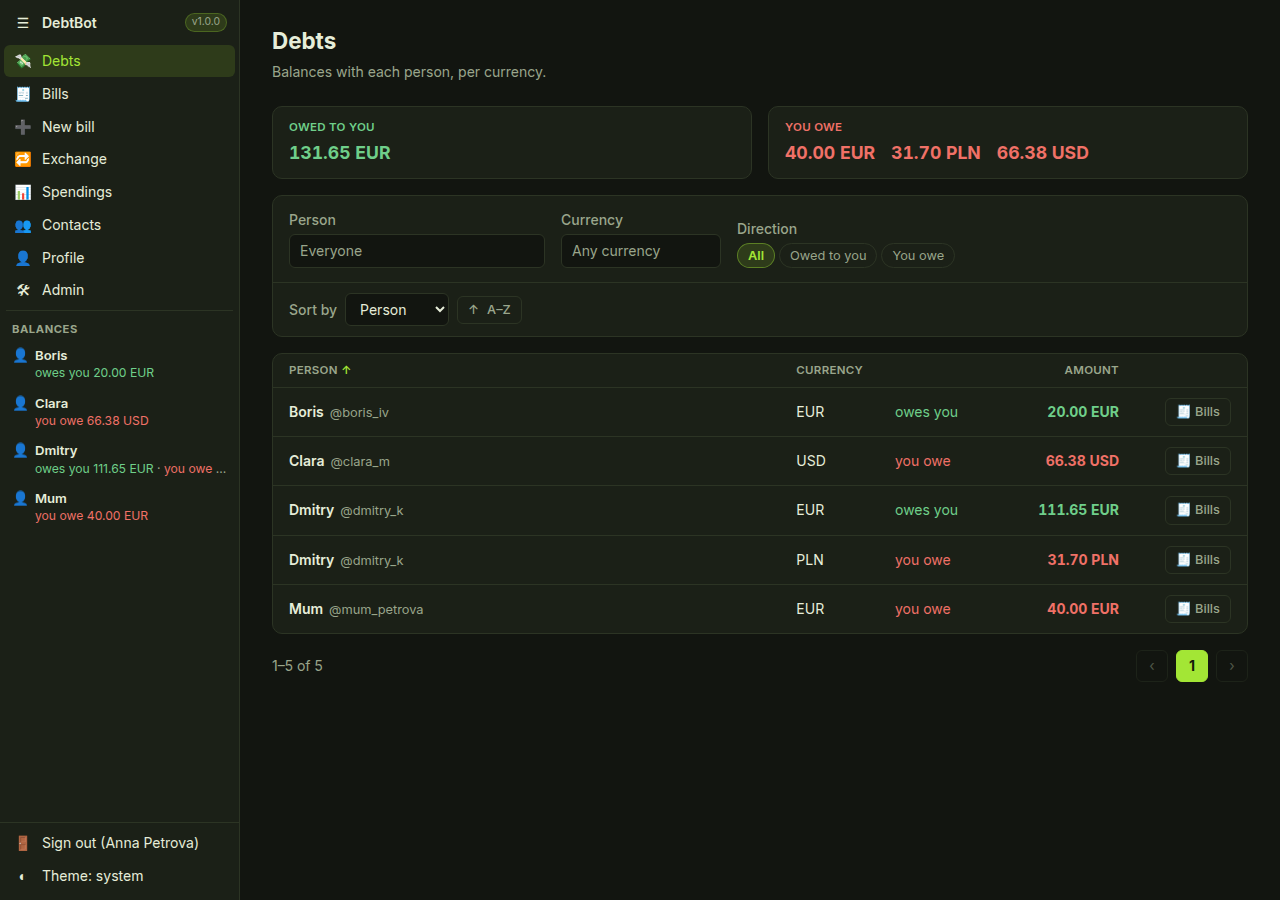 ☰ DebtBot v1.0.0
Debts
Bills
New bill
Exchange
Spendings
Contacts
Profile
Admin
BALANCES
Boris
owes you 20.00 EUR
Clara
you owe 66.38 USD
Dmitry
owes you 111.65 EUR · you owe ...
Mum
you owe 40.00 EUR
Sign out (Anna Petrova)
Theme: system
Debts
Balances with each person, per currency.
OWED TO YOU
131.65 EUR
YOU OWE
40.00 EUR 31.70 PLN 66.38 USD
Person
Everyone
Currency
Any currency
Direction
All Owed to you You owe
Sort by Person ↑ A–Z
PERSON ↑ CURRENCY AMOUNT
Boris @boris_iv EUR owes you 20.00 EUR Bills
Clara @clara_m USD you owe 66.38 USD Bills
Dmitry @dmitry_k EUR owes you 111.65 EUR Bills
Dmitry @dmitry_k PLN you owe 31.70 PLN Bills
Mum @mum_petrova EUR you owe 40.00 EUR Bills
1–5 of 5 ‹ 1 ›